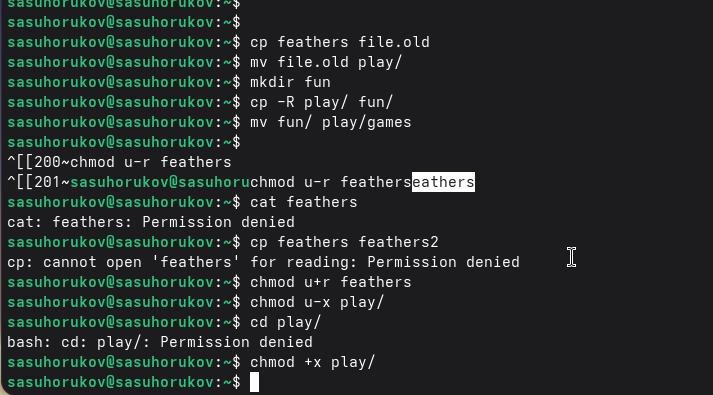 sasuhorukov@sasuhorukov:~$
sasuhorukov@sasuhorukov:~$
sasuhorukov@sasuhorukov:~$ cp feathers file.old
sasuhorukov@sasuhorukov:~$ mv file.old play/
sasuhorukov@sasuhorukov:~$ mkdir fun
sasuhorukov@sasuhorukov:~$ cp -R play/ fun/
sasuhorukov@sasuhorukov:~$ mv fun/ play/games
sasuhorukov@sasuhorukov:~$
^[[200~chmod u-r feathers
^[[201~sasuhorukov@sasuhoruchmod u-r featherseathers
sasuhorukov@sasuhorukov:~$ cat feathers
cat: feathers: Permission denied
sasuhorukov@sasuhorukov:~$ cp feathers feathers2
cp: cannot open 'feathers' for reading: Permission denied
sasuhorukov@sasuhorukov:~$ chmod u+r feathers
sasuhorukov@sasuhorukov:~$ chmod u-x play/
sasuhorukov@sasuhorukov:~$ cd play/
bash: cd: play/: Permission denied
sasuhorukov@sasuhorukov:~$ chmod +x play/
sasuhorukov@sasuhorukov:~$